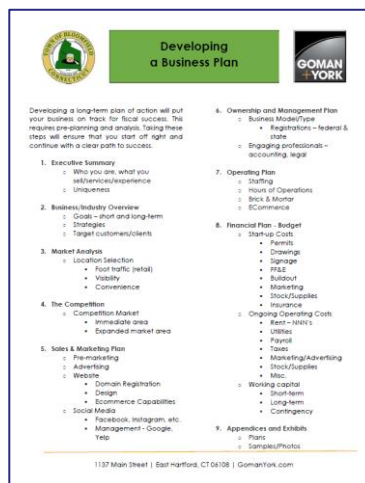 TOWN OF BLOOMFIELD
CONNECTICUT
Developing
a Business Plan
GOMAN
+YORK
Developing a long-term plan of action will put
your business on track for fiscal success. This
requires pre-planning and analysis. Taking these
steps will ensure that you start off right and
continue with a clear path to success.
1. Executive Summary
o Who you are, what you
sell/services/experience
o Uniqueness
2. Business/Industry Overview
o Goals – short and long-term
o Strategies
o Target customers/clients
3. Market Analysis
o Location Selection
▪ Foot traffic (retail)
▪ Visibility
▪ Convenience
4. The Competition
o Competition Market
▪ Immediate area
▪ Expanded market area
5. Sales & Marketing Plan
o Pre-marketing
o Advertising
o Website
▪ Domain Registration
▪ Design
▪ Ecommerce Capabilities
o Social Media
▪ Facebook, Instagram, etc.
▪ Management - Google,
Yelp
6. Ownership and Management Plan
o Business Model/Type
▪ Registrations – federal &
state
o Engaging professionals –
accounting, legal
7. Operating Plan
o Staffing
o Hours of Operations
o Brick & Mortar
o ECommerce
8. Financial Plan - Budget
o Start-up Costs
▪ Permits
▪ Drawings
▪ Signage
▪ FF&E
▪ Buildout
▪ Marketing
▪ Stock/Supplies
▪ Insurance
o Ongoing Operating Costs
▪ Rent – NNN's
▪ Utilities
▪ Payroll
▪ Taxes
▪ Marketing/Advertising
▪ Stock/Supplies
▪ Misc.
o Working capital
▪ Short-term
▪ Long-term
▪ Contingency
9. Appendices and Exhibits
o Plans
o Samples/Photos
1137 Main Street | East Hartford, CT 06108 | GomanYork.com